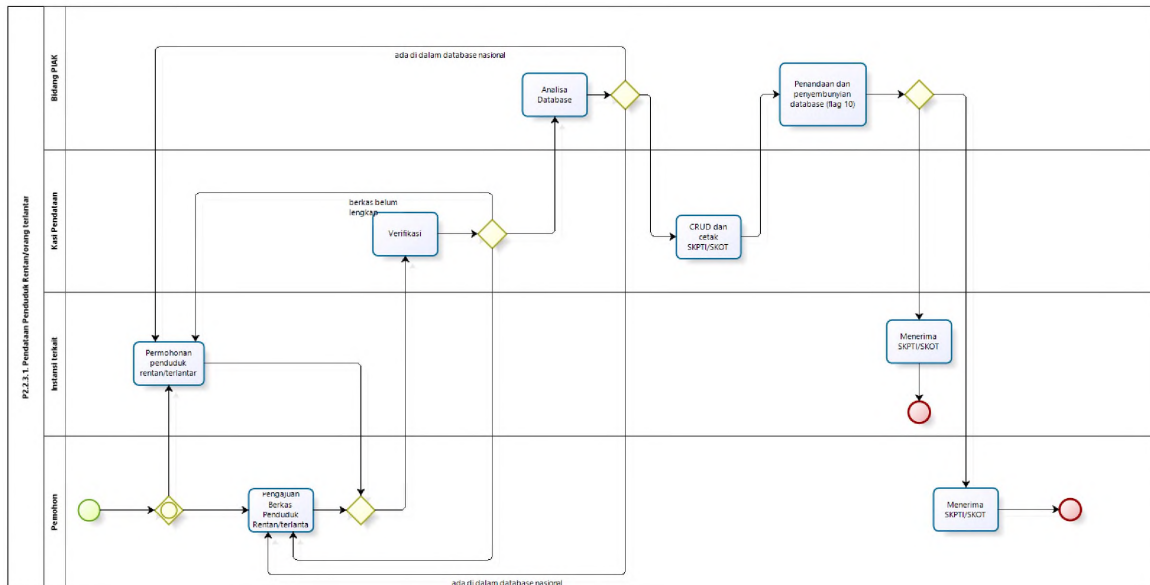 P2.2.3.1. Pendataan Penduduk Rentan/orang terlantar
Bidang PIAK
ada di dalam database nasional
Analisa
Database
Penandaan dan
penyembunyian
database (flag 10)
Kasi Pendataan
berkas belum
lengkap
Verifikasi
CRUD dan
cetak
SKPTI/SKOT
Instansi terkait
Permohonan
penduduk
rentan/terlantar
Menerima
SKPTI/SKOT
Pemohon
Pengajuan
Berkas
Penduduk
Rentan/terlanta
Menerima
SKPTI/SKOT
ada di dalam database nasional